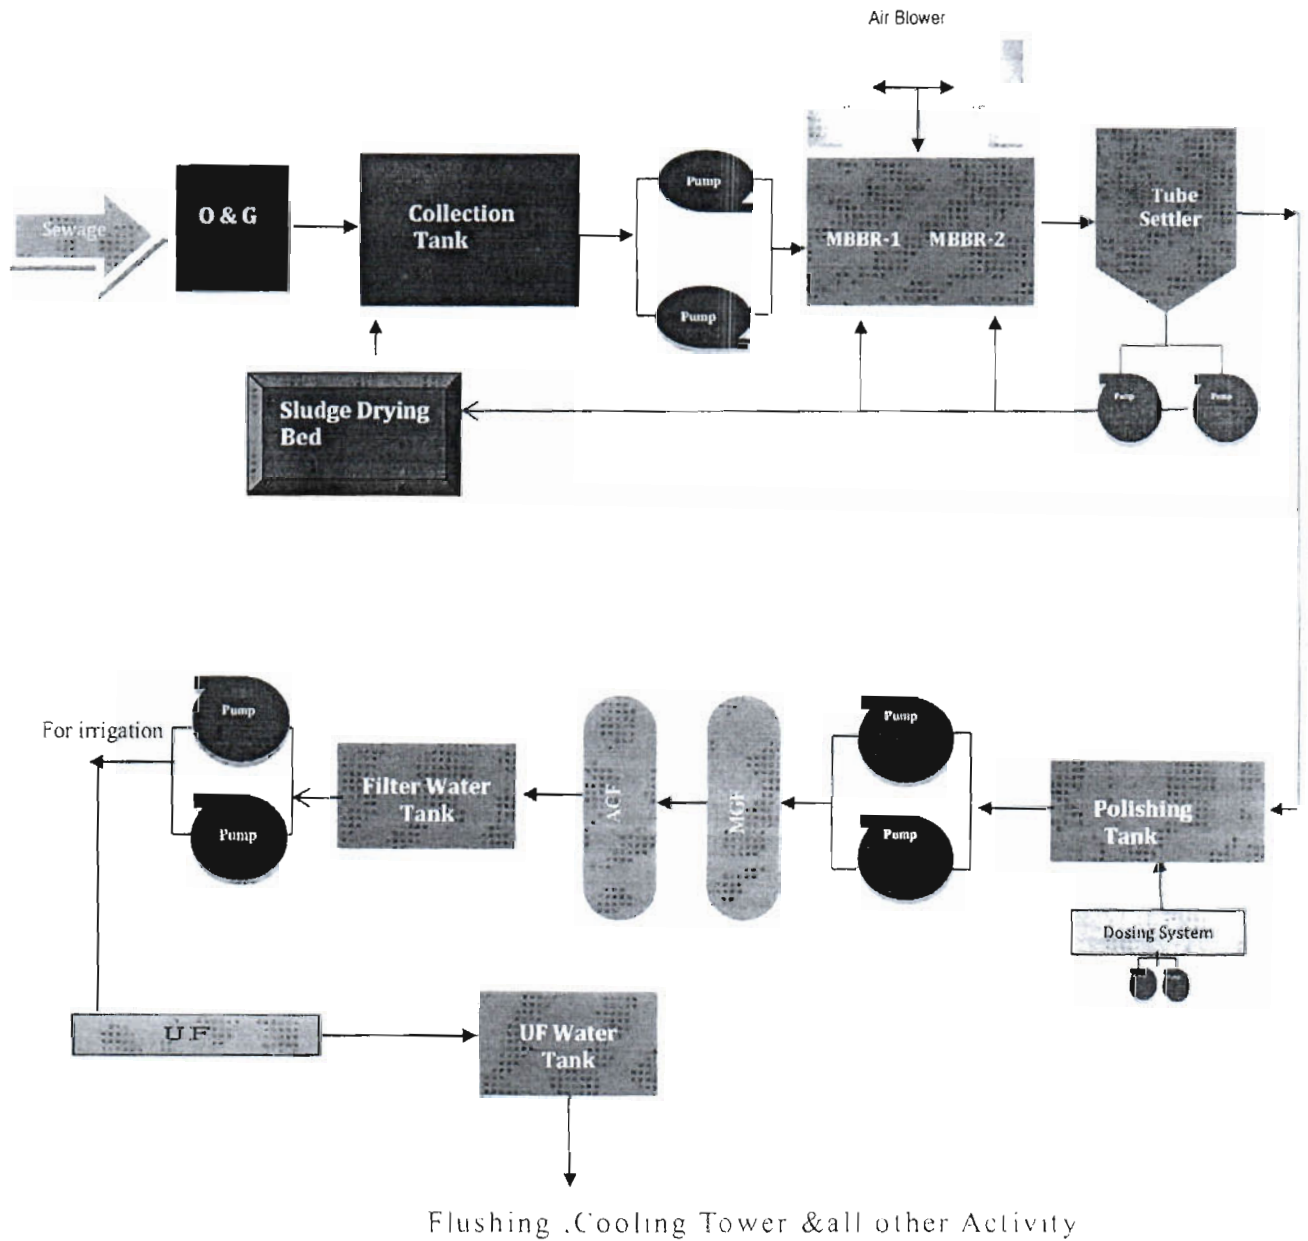 Air Blower
Sewage
O & G
Collection
Tank
Pump
Pump
MBBR-1 MBBR-2
Tube
Settler
Sludge Drying
Bed
Pump
Pump
For irrigation
Pump
Pump
Filter Water
Tank
ACF
MGF
Pump
Pump
Polishing
Tank
Dosing System
UF
UF Water
Tank
Flushing ,Cooling Tower &all other Activity